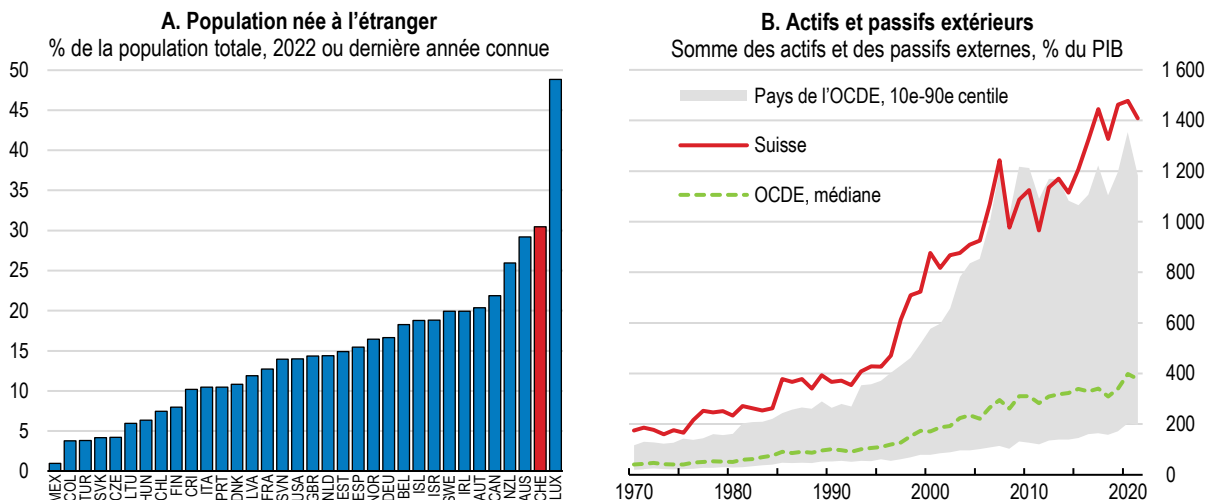 A. Population née à l'étranger
% de la population totale, 2022 ou dernière année connue
50
45
40
35
30
25
20
15
10
5
0
MEX COL TUR SVK CZE LTU HUN CHL FIN CRI ITA PRT DNK LVA FRA SVN USA GBR NLD EST ESP NOR DEU BEL ISL ISR SWE IRL AUT CAN NZL AUS CHE LUX
B. Actifs et passifs extérieurs
Somme des actifs et des passifs externes, % du PIB
Pays de l'OCDE, 10e-90e centile
Suisse
OCDE, médiane
1 600
1 400
1 200
1 000
800
600
400
200
0
1970 1980 1990 2000 2010 2020